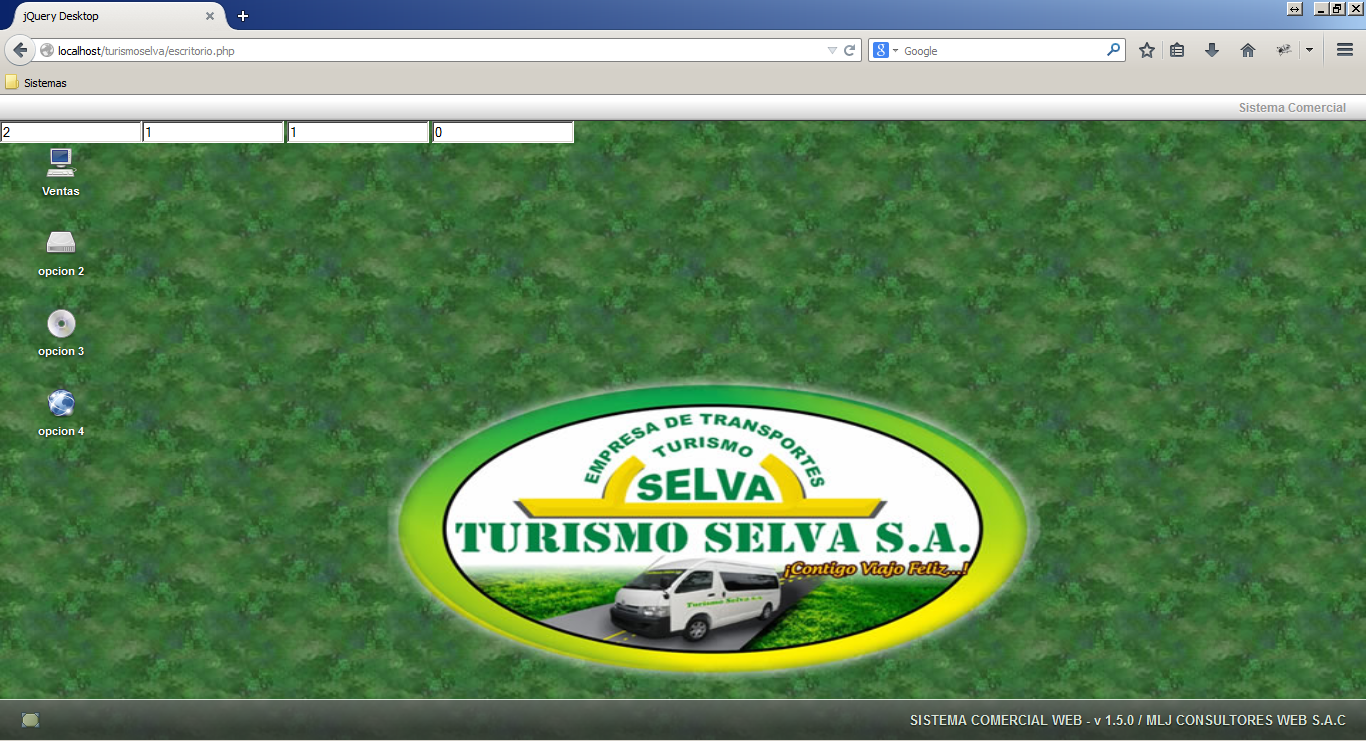 jQuery Desktop
localhost/turismoselva/escritorio.php
Google
Sistemas
Sistema Comercial
2 1 1 0
Ventas
opcion 2
opcion 3
opcion 4
EMPRESA DE TRANSPORTES
TURISMO
SELVA
TURISMO SELVA S.A.
¡Contigo Viajo Feliz...!
Turismo Selva S.A.
SISTEMA COMERCIAL WEB - v 1.5.0 / MLJ CONSULTORES WEB S.A.C